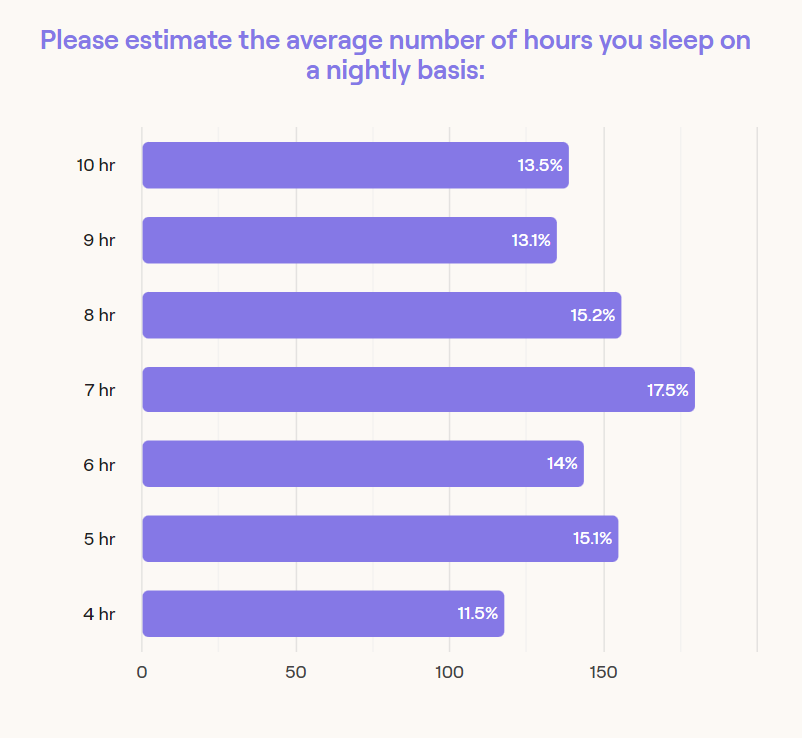 Please estimate the average number of hours you sleep on
a nightly basis:
10 hr
13.5%
9 hr
13.1%
8 hr
15.2%
7 hr
17.5%
6 hr
14%
5 hr
15.1%
4 hr
11.5%
0
50
100
150